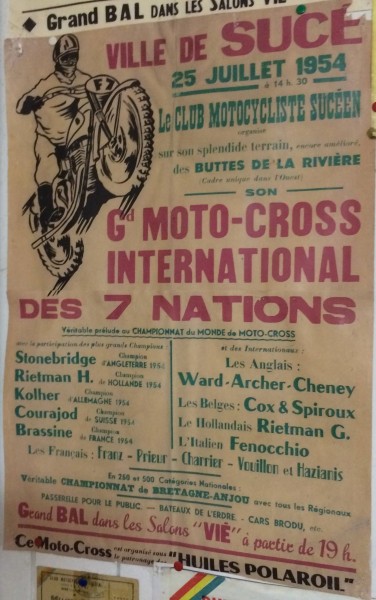 ◆ Grand BAL DANS LES SALONS VIÉ
VILLE DE SUCÉ
25 JUILLET 1954
à 14 h. 30
Le CLUB MOTOCYCLISTE SUCÉEN
organise
sur son splendide terrain, encore amélioré,
des BUTTES DE LA RIVIÈRE
(Cadre unique dans l'Ouest)
SON
F7
Gd MOTO-CROSS
INTERNATIONAL
DES 7 NATIONS
Véritable prélude au CHAMPIONNAT du MONDE de MOTO-CROSS
avec la participation des plus grands Champions
Stonebridge Champion d'ANGLETERRE 1954
Rietman H. Champion de HOLLANDE 1954
Kolher Champion d'ALLEMAGNE 1954
Courajod Champion de SUISSE 1954
Brassine Champion de FRANCE 1954
et des Internationaux :
Les Anglais :
Ward-Archer-Cheney
Les Belges : Cox & Spiroux
Le Hollandais Rietman G.
L'Italien Fenocchio
Les Français : Franz - Prieur - Charrier - Vouillon et Hazianis
En 250 et 500 Catégories Nationales :
Véritable CHAMPIONNAT de BRETAGNE-ANJOU avec tous les Régionaux
PASSERELLE POUR LE PUBLIC. — BATEAUX DE L'ERDRE. - CARS BRODU, etc.
Grand BAL dans les Salons "VIÉ" à partir de 19 h.
Ce Moto-Cross est organisé sous le patronage des "HUILES POLAROIL"